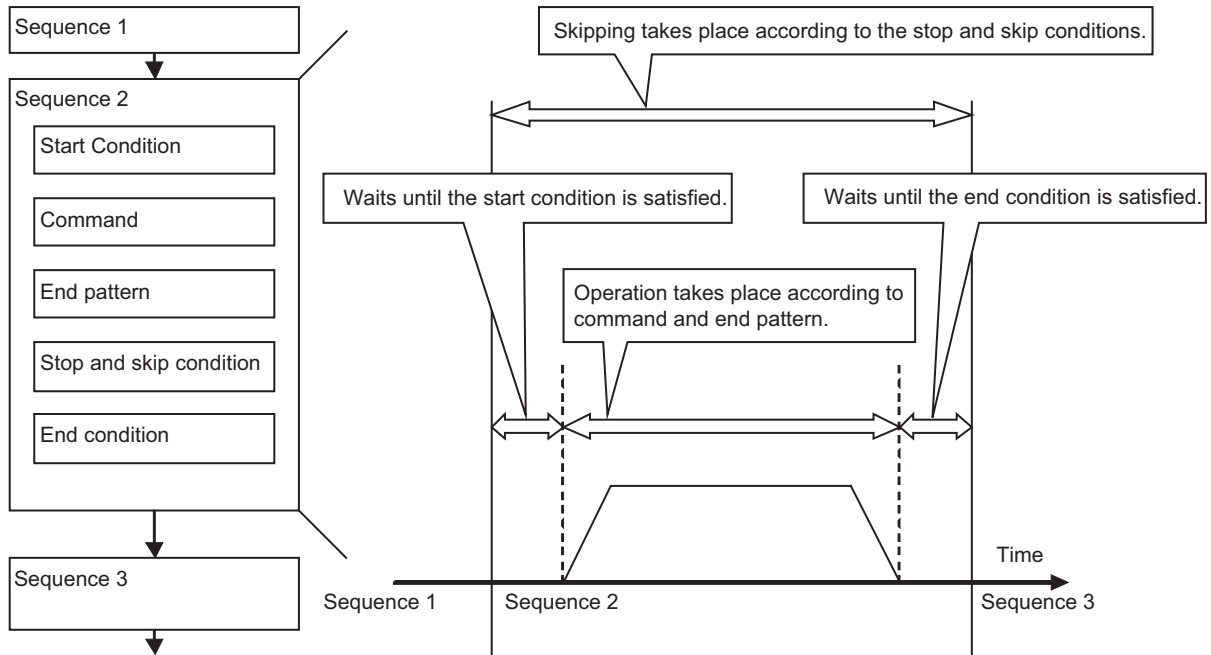 Sequence 1
Sequence 2
Start Condition
Command
End pattern
Stop and skip condition
End condition
Sequence 3
Skipping takes place according to the stop and skip conditions.
Waits until the start condition is satisfied.
Waits until the end condition is satisfied.
Operation takes place according to
command and end pattern.
Time
Sequence 1
Sequence 2
Sequence 3